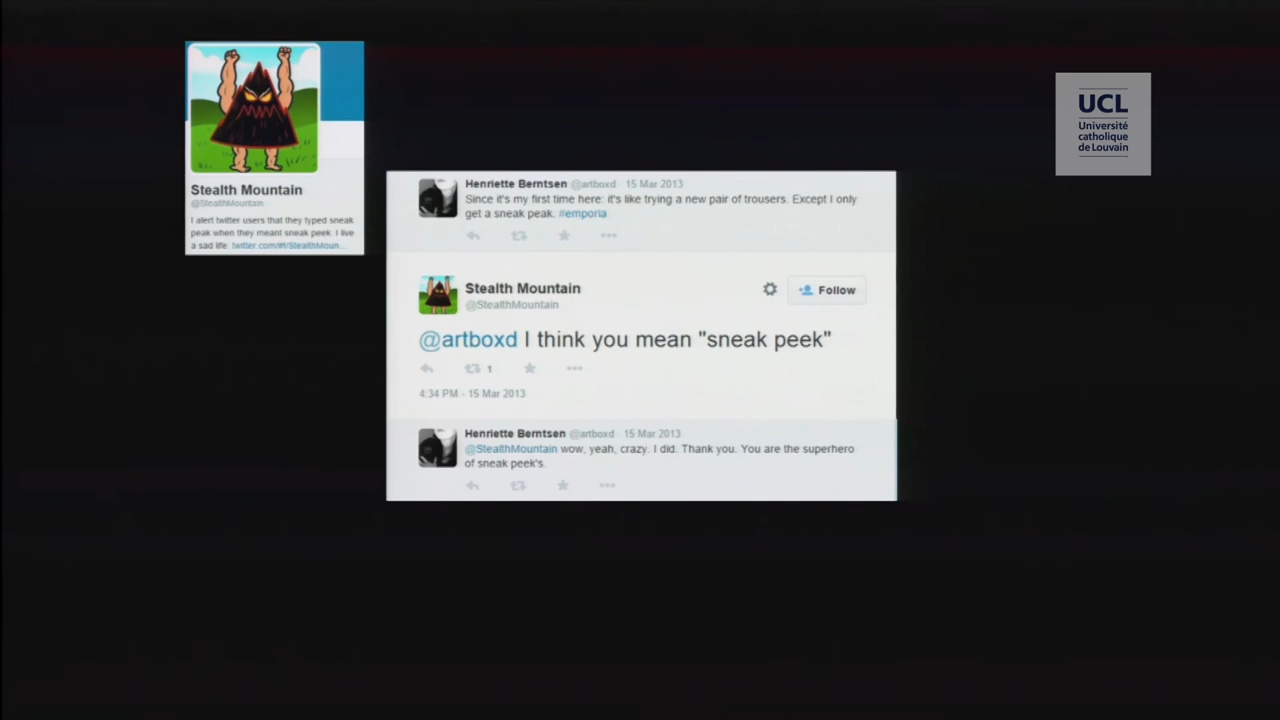 Stealth Mountain
@StealthMountain
I alert twitter users that they typed sneak
peak when they meant sneak peek. I live
a sad life. twitter.com/#!/StealthMoun...
UCL
Université
catholique
de Louvain
Henriette Berntsen @artboxd · 15 Mar 2013
Since it's my first time here: it's like trying a new pair of trousers. Except I only
get a sneak peak. #emporia
Stealth Mountain
@StealthMountain
Follow
@artboxd I think you mean "sneak peek"
1
4:34 PM - 15 Mar 2013
Henriette Berntsen @artboxd · 15 Mar 2013
@StealthMountain wow, yeah, crazy. I did. Thank you. You are the superhero
of sneak peek's.